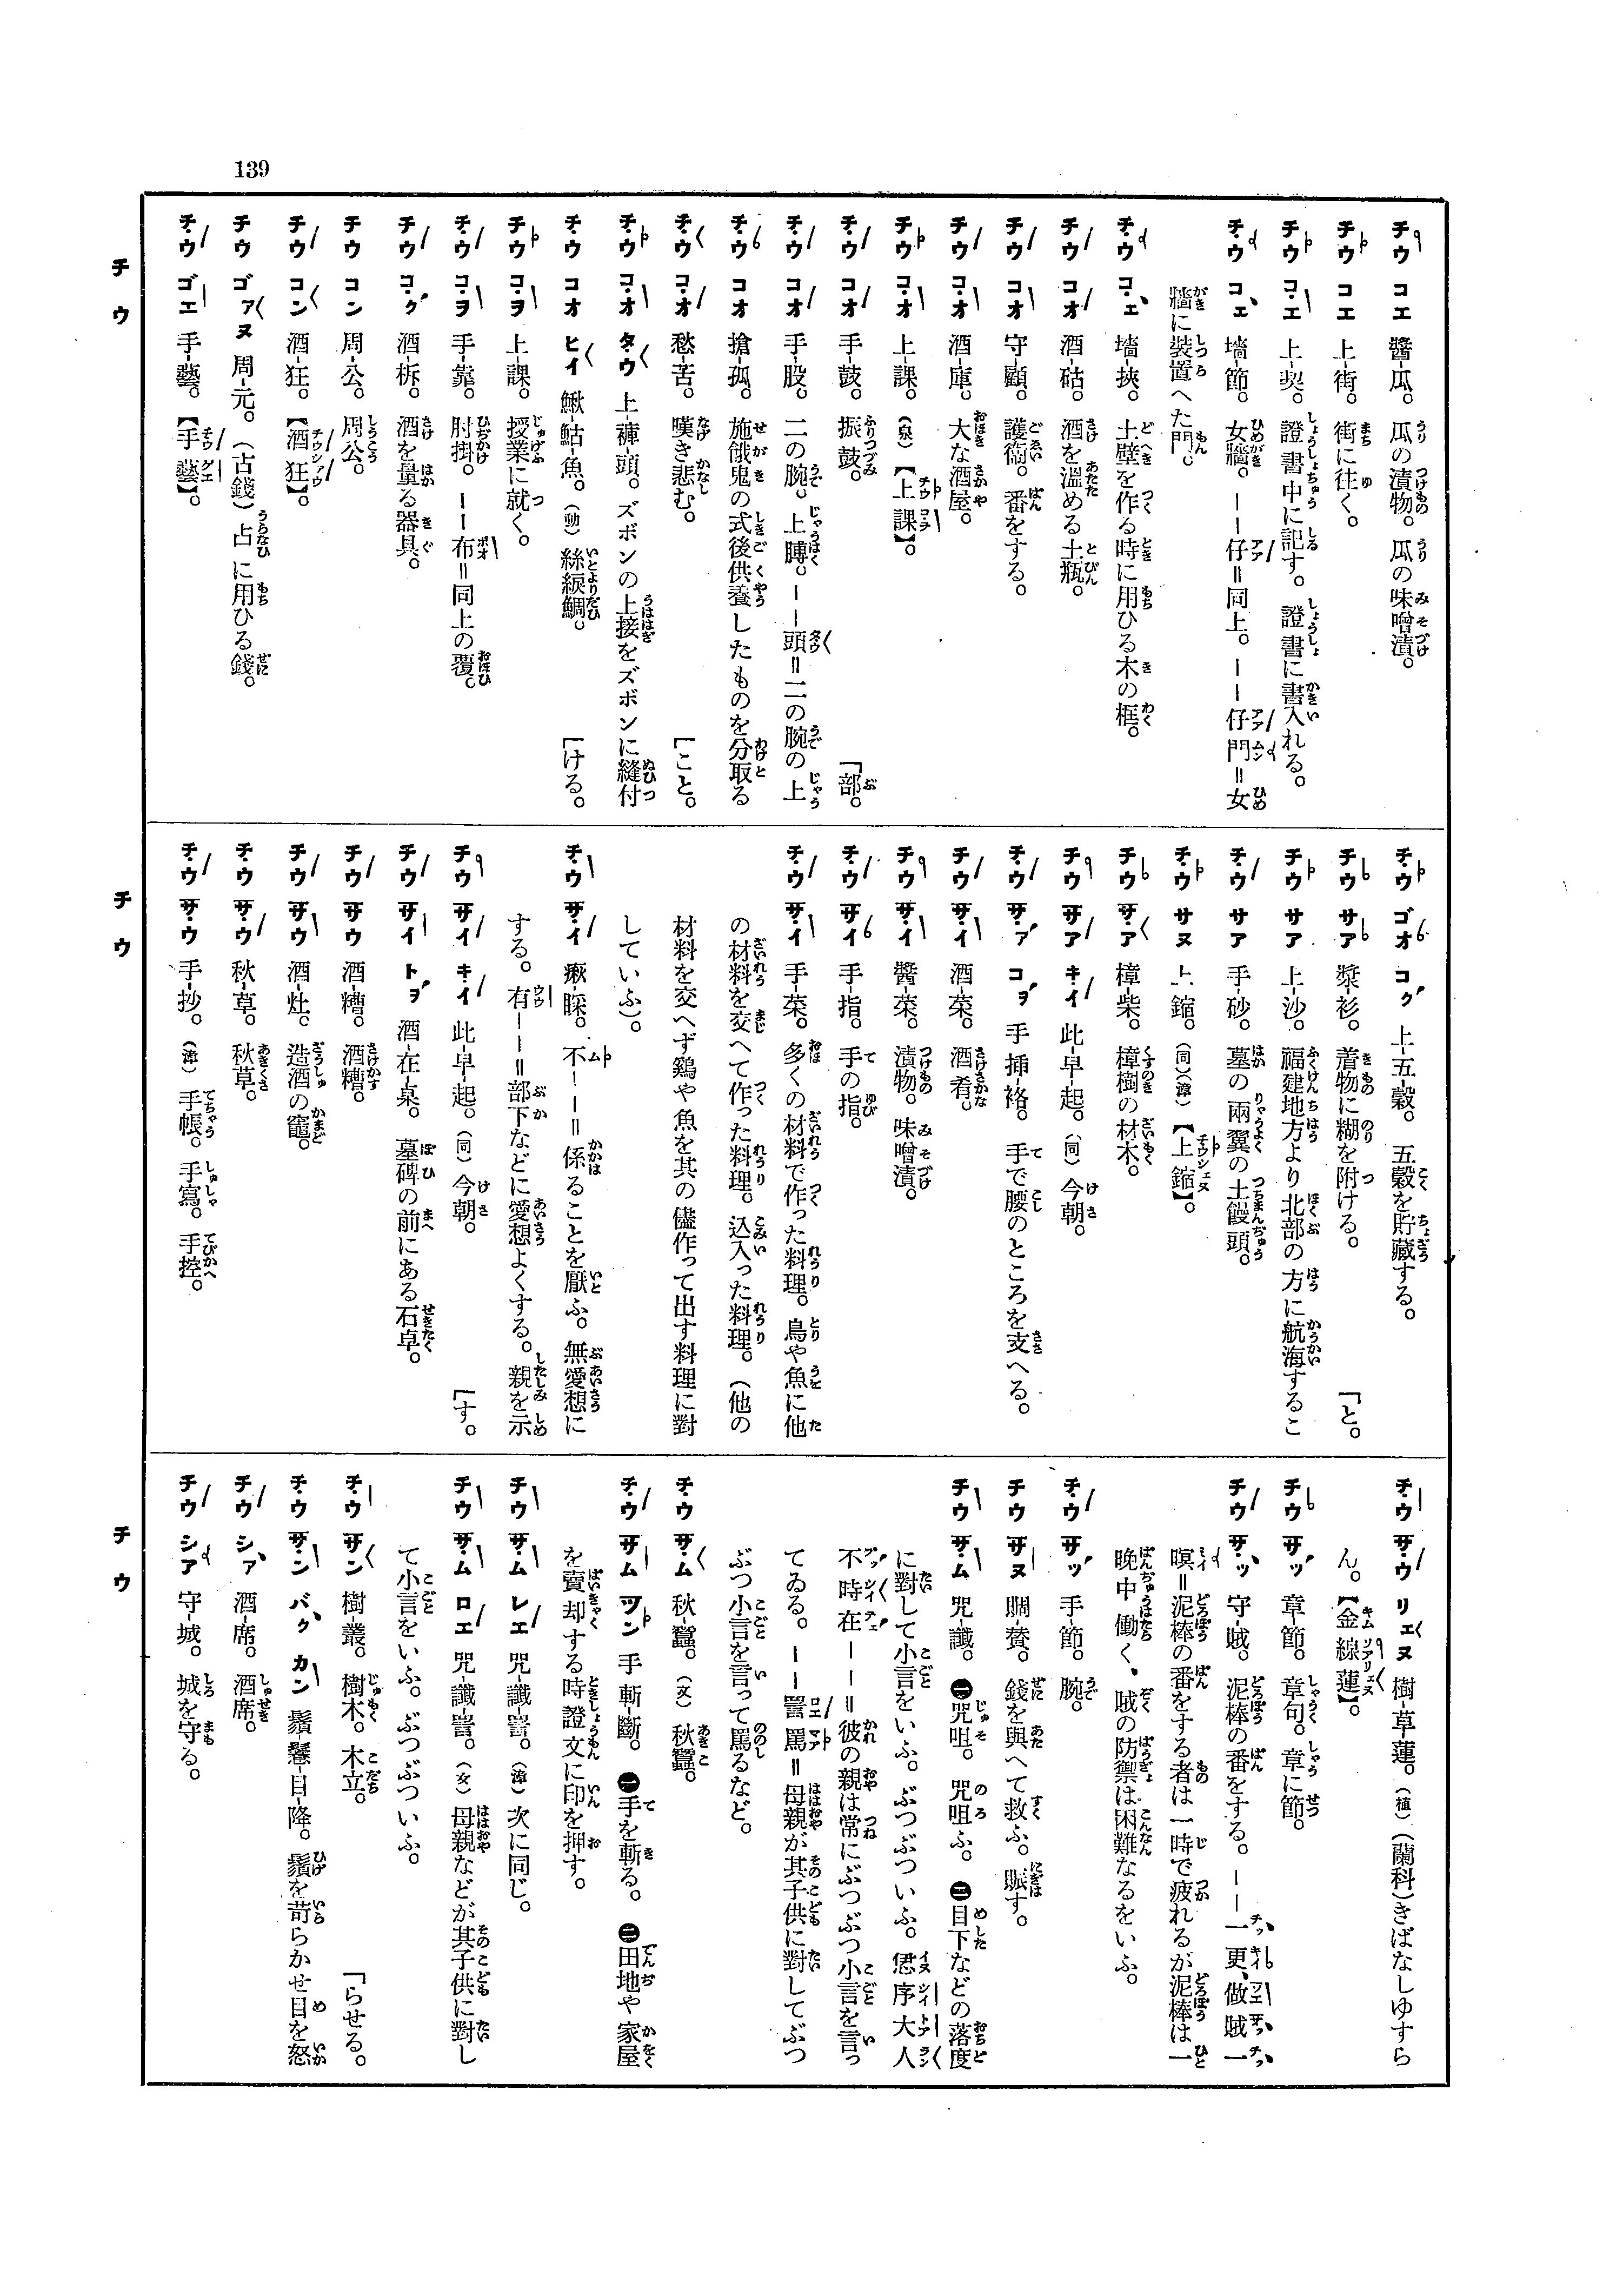 139
チウ コエ 醬-瓜。 瓜の漬物。瓜の味噌漬。
チウ コエ 上-街。 街に往く。
チウ コエ 上-契。 證書中に記す。證書に書入れる。
チウ コェ 墻-節。 女牆。——仔=同上。——仔門=女
牆に裝置へた門。
チウ コェ 墻-挾。 土壁を作る時に用ひる木の框。
チウ コオ 酒-砧。 酒を溫める土瓶。
チウ コオ 守-顧。 護衞。番をする。
チウ コオ 酒-庫。 大な酒屋。
チウ コオ 上-課。(泉)【上課】。
チウ コオ 手-鼓。 振鼓。
チウ コオ 手-股。 二の腕。上膊。——頭=二の腕の上
「部。
チウ コオ 搶-孤。 施餓鬼の式後供養したものを分取る
チウ コオ 愁-苦。 嘆き悲む。
「こと。
チウ コオ タウ 上-褲-頭。ズボンの上接をズボンに縫付
チウ コオ ヒイ 鰍-鮕-魚。(動)絲綟鯛。
「ける。
チウ コヲ 上-課。 授業に就く。
チウ コヲ 手-靠。 肘掛。——布=同上の覆。
チウ コク 酒-柝。 酒を量る器具。
チウ コン 周-公。 周公。
チウ コン 酒-狂。【酒狂】。
チウ ゴァヌ 周-元。(占錢)占に用ひる錢。
チウ ゴエ 手-藝。【手藝】。
チウ
チウ ゴオ コク 上-五-穀。 五穀を貯藏する。
チウ サア 漿-衫。 着物に糊を附ける。
チウ サア 上-沙。 福建地方より北部の方に航海するこ
「と。
チウ サア 手-砂。 墓の兩翼の土饅頭。
チウ サヌ 上-鎦。(同)(漳)【上鎦】。
チウ サア 樟-柴。 樟樹の材木。
チウ サア キイ 此-早-起。(同)今朝。
チウ サァ コヲ 手 插-袼。 手で腰のところを支へる。
チウ サイ 酒菜。 酒肴。
チウ サイ 醬-菜。 漬物。味噌漬。
チウ サイ 手-指。 手の指。
チウ サイ 手-菜。 多くの材料で作った料理。鳥や魚に他
の材料を交へて作った料理。込入った料理。(他の
材料を交へず鷄や魚を其の儘作って出す料理に對
していふ)。
チウ サイ 瞅-睬。 不——=係ることを厭ふ。無愛想に
する。有——=部下などに愛想よくする。親を示
「す。
チウ サイ キイ 此-早-起。(同)今朝。
チウ サイ トヲ 酒-在-桌。 墓碑の前にある石卓。
チウ サウ 酒-糟。 酒糟。
チウ サウ 酒-灶。 造酒の竈。
チウ サウ 秋-草。 秋草。
チウ サウ 手-抄。(漳)手帳。手寫。手控。
チウ
チウ サウ リェヌ 樹-草-蓮。(植)(蘭科)きばなしゆすら
ん。【金線蓮】。
チウ サッ 章-節。 章句。章に節。
チウ サッ 守-賊。 泥棒の番をする。——一更、做賊一
暝=泥棒の番をする者は一時で疲れるが泥棒は一
晚中働く、賊の防禦は困難なるをいふ。
チウ サッ 手-節。 腕。
チウ サヌ 賙-贊。 錢を與へて救ふ。賑す。
チウ サム 咒-讖。 ㊀咒咀。咒咀ふ。㊁目下などの落度
に對して小言をいふ。ぶつぶついふ。偲序大人
不時在——=彼の親は常にぶつぶつ小言を言っ
てゐる。——詈罵=母親が其子供に對してぶつ
ぶつ小言を言って罵るなど。
チウ サム 秋-蠶。(文)秋蠶。
チウ サム ツン 手 斬-斷。 ㊀手を斬る。㊁田地や家屋
を賣却する時證文に印を押す。
チウ サム レエ 咒-讖-詈。(漳)次に同じ。
チウ サム ロエ 咒-讖-詈。(文)母親などが其子供に對し
て小言をいふ。ぶつぶついふ。
チウ サン 樹-叢。 樹木。木立。
「らせる。
チウ サン バク カン 鬚-鬖-目-降。 鬚を苛らかせ目を怒
チウ シァ 酒-席。 酒席。
チウ シア 守-城。 城を守る。
チウ